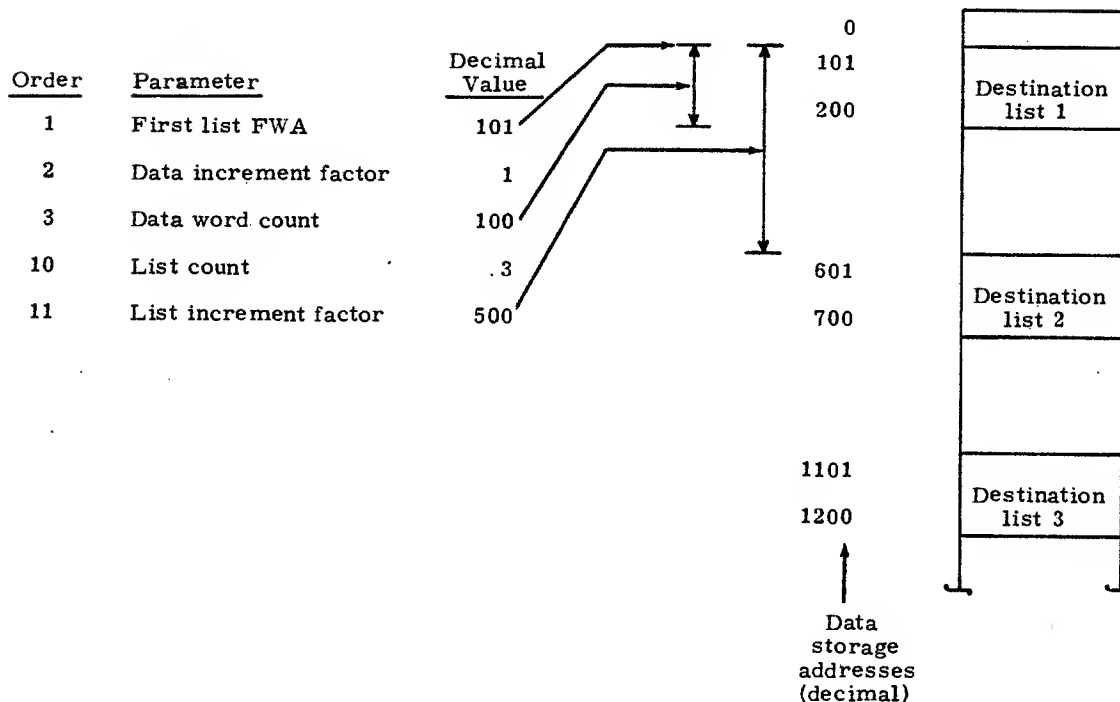 Order Parameter Decimal Value
1 First list FWA 101
2 Data increment factor 1
3 Data word count 100
10 List count .3
11 List increment factor 500
0
101
200
601
700
1101
1200
Data
storage
addresses
(decimal)
Destination
list 1
Destination
list 2
Destination
list 3